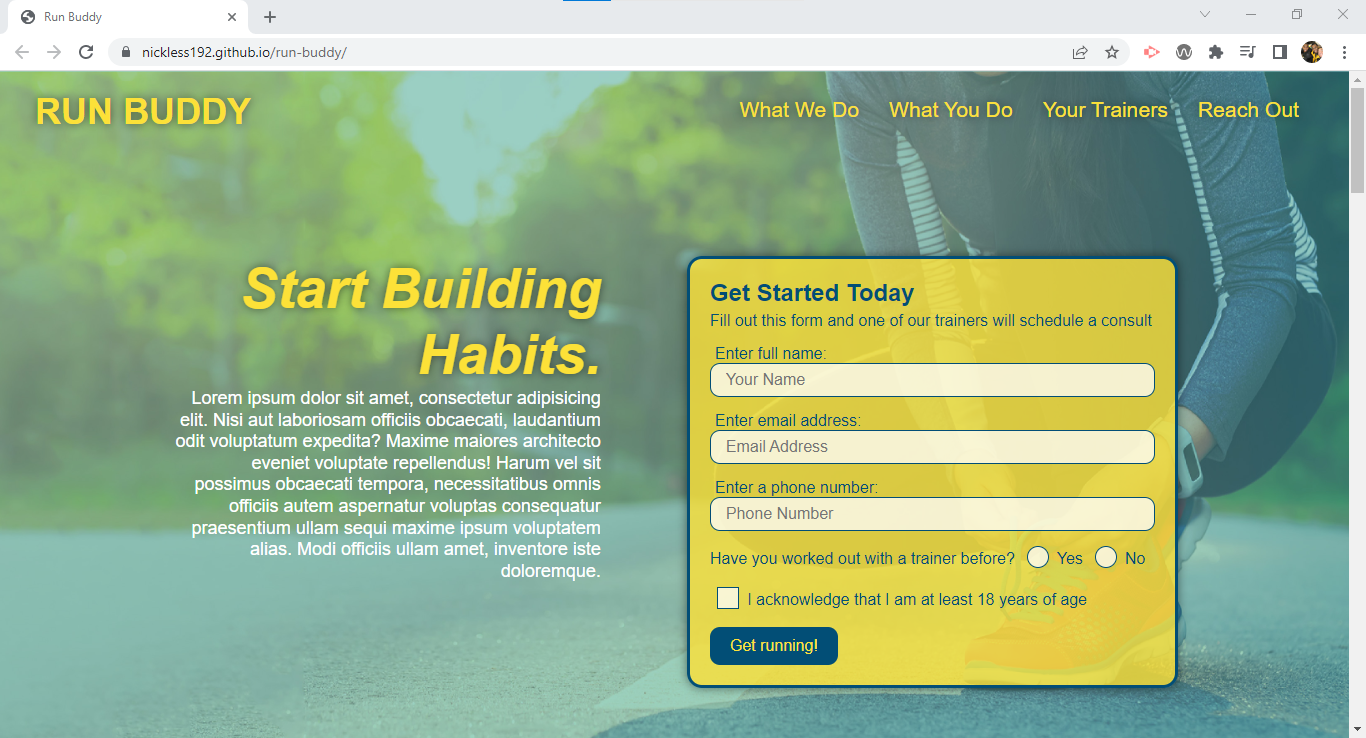 Run Buddy
nickless192.github.io/run-buddy/
RUN BUDDY
What We Do
What You Do
Your Trainers
Reach Out
Start Building
Habits.
Lorem ipsum dolor sit amet, consectetur adipisicing
elit. Nisi aut laboriosam officiis obcaecati, laudantium
odit voluptatum expedita? Maxime maiores architecto
eveniet voluptate repellendus! Harum vel sit
possimus obcaecati tempora, necessitatibus omnis
officiis autem aspernatur voluptas consequatur
praesentium ullam sequi maxime ipsum voluptatem
alias. Modi officiis ullam amet, inventore iste
doloremque.
Get Started Today
Fill out this form and one of our trainers will schedule a consult
Enter full name:
Your Name
Enter email address:
Email Address
Enter a phone number:
Phone Number
Have you worked out with a trainer before? Yes No
I acknowledge that I am at least 18 years of age
Get running!